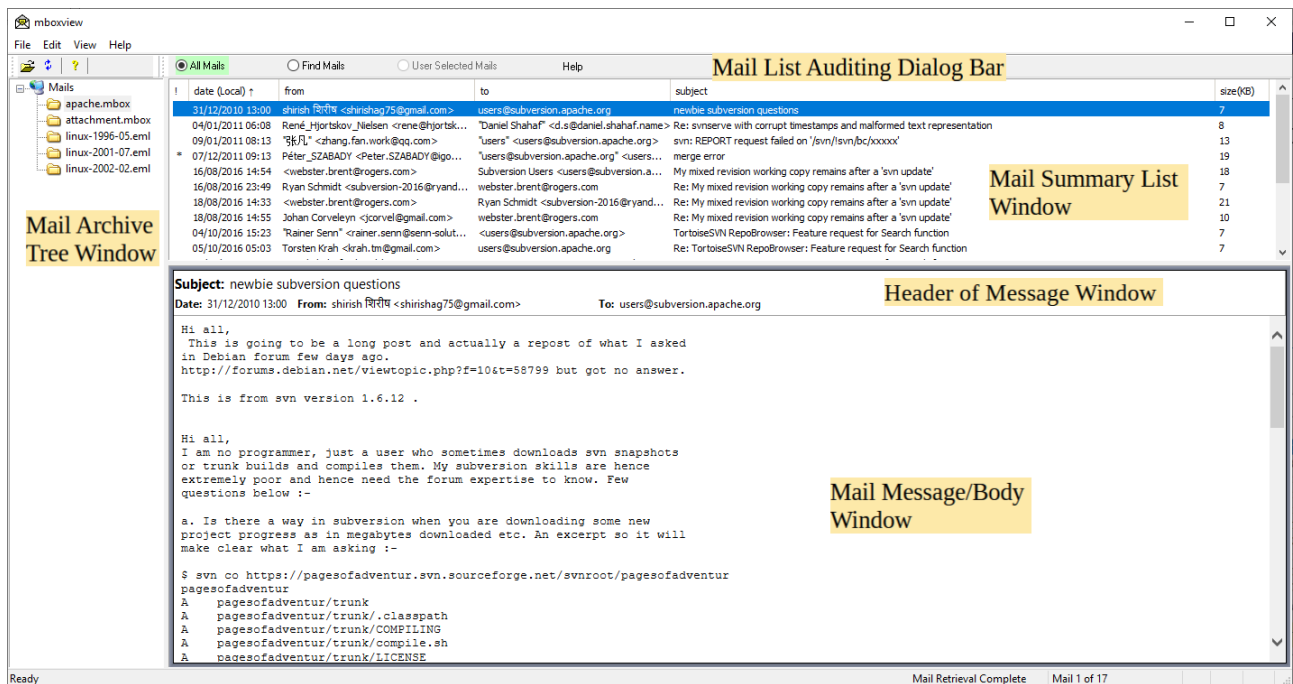 mboxview
File Edit View Help
All Mails Find Mails User Selected Mails Help
Mail List Auditing Dialog Bar
Mails
apache.mbox
attachment.mbox
linux-1996-05.eml
linux-2001-07.eml
linux-2002-02.eml
Mail Archive
Tree Window
! date (Local) ↑ from to subject size(KB)
31/12/2010 13:00 shirish शिरीष <shirishag75@gmail.com> users@subversion.apache.org newbie subversion questions 7
04/01/2011 06:08 René_Hjortskov_Nielsen <rene@hjortsk... "Daniel Shahaf" <d.s@daniel.shahaf.name> Re: svnserve with corrupt timestamps and malformed text representation 8
09/01/2011 08:13 "张凡" <zhang.fan.work@qq.com> "users" <users@subversion.apache.org> svn: REPORT request failed on '/svn/!svn/bc/xxxxx' 13
* 07/12/2011 09:13 Péter_SZABADY <Peter.SZABADY@igo... "users@subversion.apache.org" <users... merge error 19
16/08/2016 14:54 <webster.brent@rogers.com> Subversion Users <users@subversion.a... My mixed revision working copy remains after a 'svn update' 18
16/08/2016 23:49 Ryan Schmidt <subversion-2016@ryand... webster.brent@rogers.com Re: My mixed revision working copy remains after a 'svn update' 7
18/08/2016 14:33 <webster.brent@rogers.com> Ryan Schmidt <subversion-2016@ryand... Re: My mixed revision working copy remains after a 'svn update' 21
18/08/2016 14:55 Johan Corveleyn <jcorvel@gmail.com> webster.brent@rogers.com Re: My mixed revision working copy remains after a 'svn update' 10
04/10/2016 15:23 "Rainer Senn" <rainer.senn@senn-solut... <users@subversion.apache.org> TortoiseSVN RepoBrowser: Feature request for Search function 7
05/10/2016 05:03 Torsten Krah <krah.tm@gmail.com> users@subversion.apache.org Re: TortoiseSVN RepoBrowser: Feature request for Search function 7
Mail Summary List
Window
Subject: newbie subversion questions
Date: 31/12/2010 13:00 From: shirish शिरीष <shirishag75@gmail.com> To: users@subversion.apache.org
Header of Message Window
Hi all,
This is going to be a long post and actually a repost of what I asked
in Debian forum few days ago.
http://forums.debian.net/viewtopic.php?f=10&t=58799 but got no answer.
This is from svn version 1.6.12 .
Hi all,
I am no programmer, just a user who sometimes downloads svn snapshots
or trunk builds and compiles them. My subversion skills are hence
extremely poor and hence need the forum expertise to know. Few
questions below :-
a. Is there a way in subversion when you are downloading some new
project progress as in megabytes downloaded etc. An excerpt so it will
make clear what I am asking :-
$ svn co https://pagesofadventur.svn.sourceforge.net/svnroot/pagesofadventur
pagesofadventur
A pagesofadventur/trunk
A pagesofadventur/trunk/.classpath
A pagesofadventur/trunk/COMPILING
A pagesofadventur/trunk/compile.sh
A pagesofadventur/trunk/LICENSE
Mail Message/Body
Window
Ready Mail Retrieval Complete Mail 1 of 17